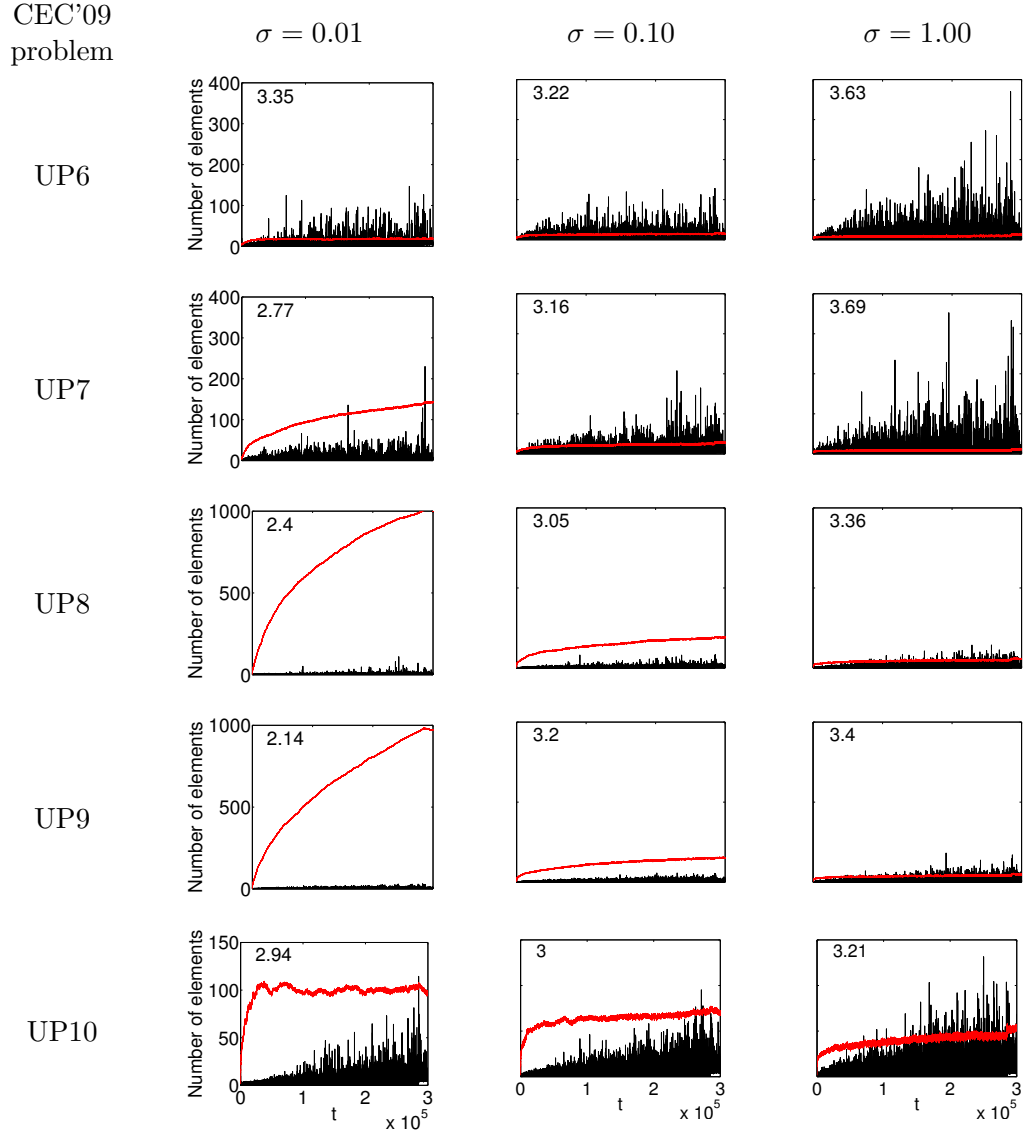 CEC'09
problem
σ = 0.01
σ = 0.10
σ = 1.00
UP6
Number of elements
400
300
200
100
0
3.35
3.22
3.63
UP7
Number of elements
400
300
200
100
0
2.77
3.16
3.69
UP8
Number of elements
1000
500
0
2.4
3.05
3.36
UP9
Number of elements
1000
500
0
2.14
3.2
3.4
UP10
Number of elements
150
100
50
0
2.94
3
3.21
0 1 2 3
t
x 10^5
0 1 2 3
t
x 10^5
0 1 2 3
t
x 10^5